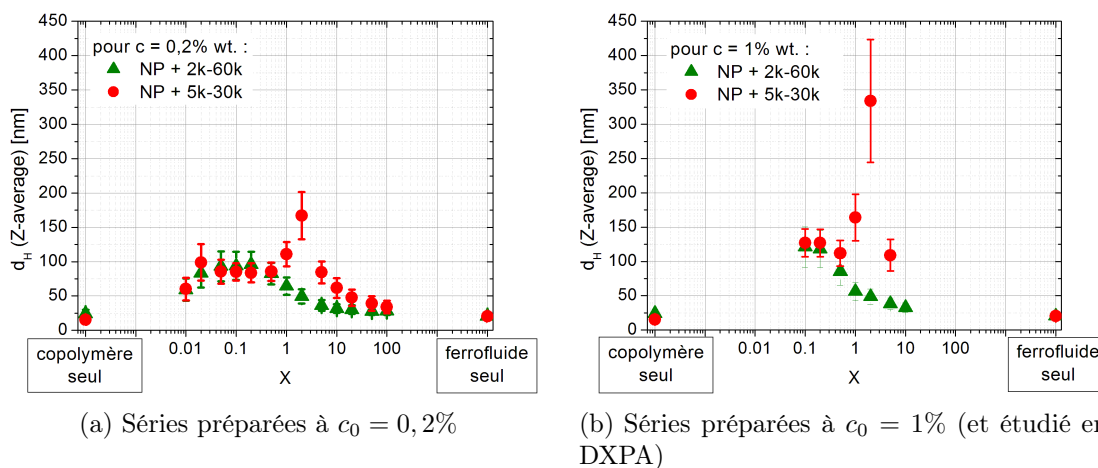 450
400
350
300
250
200
150
100
50
0
d_H (Z-average) [nm]
pour c = 0,2% wt. :
NP + 2k-60k
NP + 5k-30k
0.01 0.1 1 10 100
copolymère
seul
X
ferrofluide
seul
(a) Séries préparées à c₀ = 0, 2%
450
400
350
300
250
200
150
100
50
0
d_H (Z-average) [nm]
pour c = 1% wt. :
NP + 2k-60k
NP + 5k-30k
0.01 0.1 1 10 100
copolymère
seul
X
ferrofluide
seul
(b) Séries préparées à c₀ = 1% (et étudié en
DXPA)